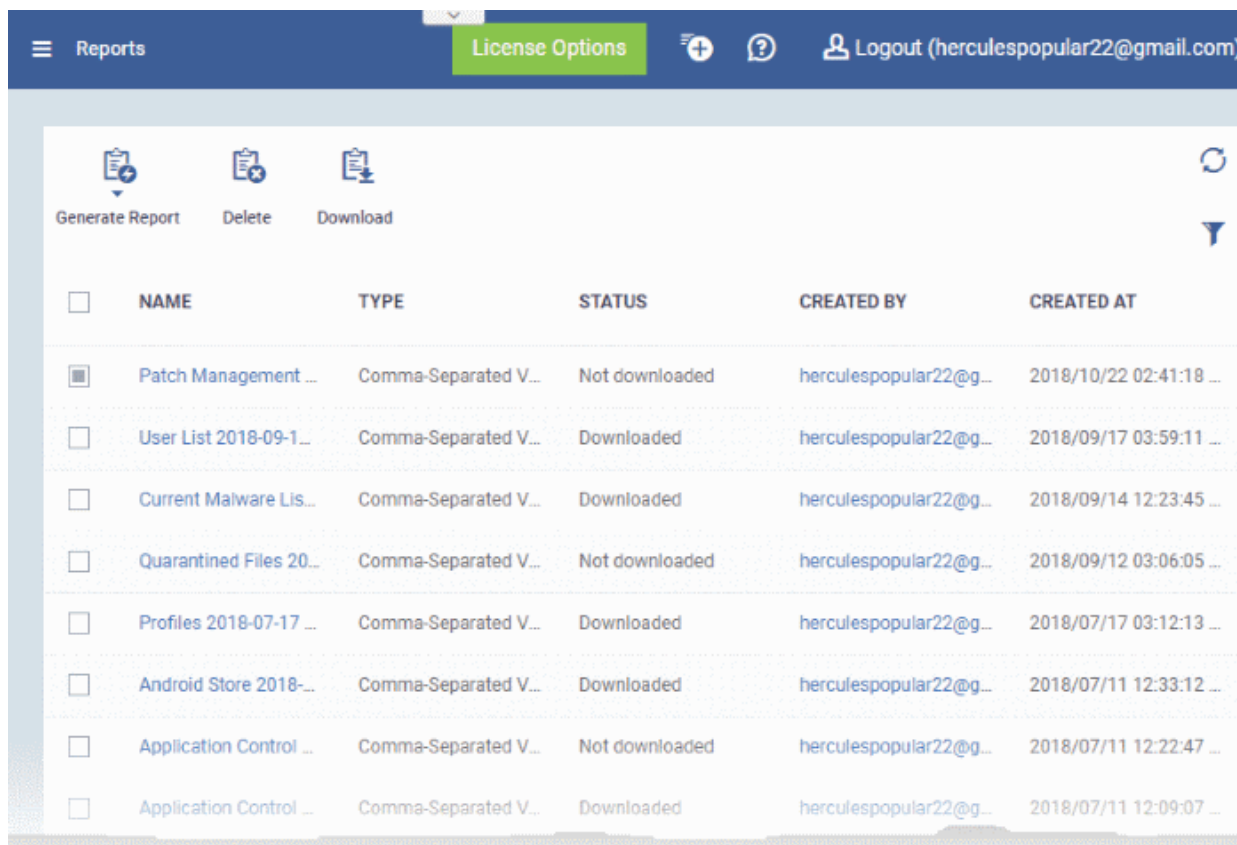 Reports License Options Logout (herculespopular22@gmail.com)
Generate Report Delete Download
NAME TYPE STATUS CREATED BY CREATED AT
Patch Management ... Comma-Separated V... Not downloaded herculespopular22@g... 2018/10/22 02:41:18 ...
User List 2018-09-1... Comma-Separated V... Downloaded herculespopular22@g... 2018/09/17 03:59:11 ...
Current Malware Lis... Comma-Separated V... Downloaded herculespopular22@g... 2018/09/14 12:23:45 ...
Quarantined Files 20... Comma-Separated V... Not downloaded herculespopular22@g... 2018/09/12 03:06:05 ...
Profiles 2018-07-17 ... Comma-Separated V... Downloaded herculespopular22@g... 2018/07/17 03:12:13 ...
Android Store 2018-... Comma-Separated V... Downloaded herculespopular22@g... 2018/07/11 12:33:12 ...
Application Control ... Comma-Separated V... Not downloaded herculespopular22@g... 2018/07/11 12:22:47 ...
Application Control ... Comma-Separated V... Downloaded herculespopular22@g... 2018/07/11 12:09:07 ...